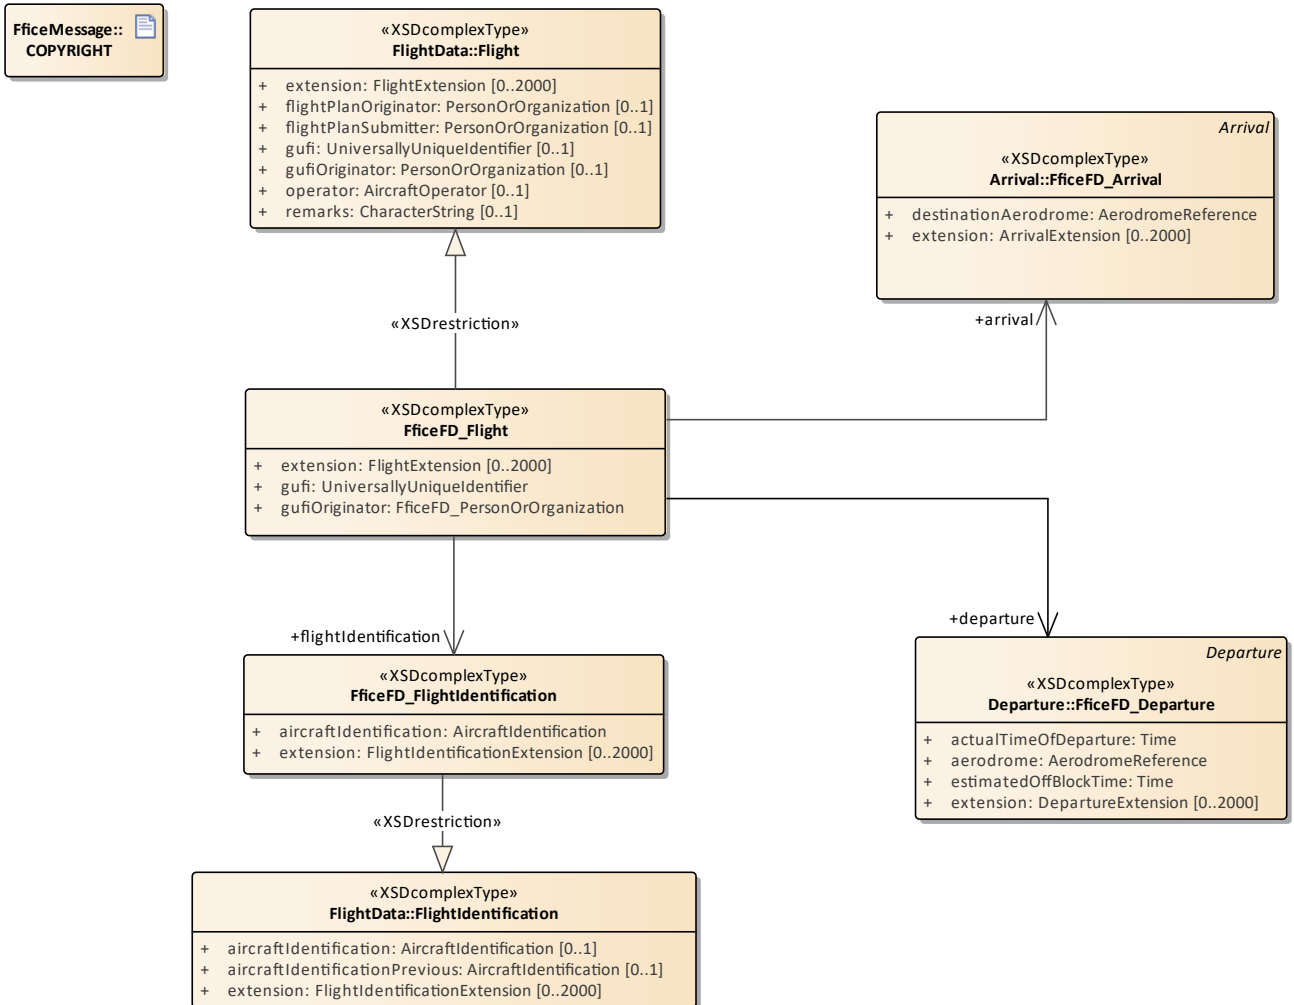 FficeMessage::
COPYRIGHT
«XSDcomplexType»
FlightData::Flight
+ extension: FlightExtension [0..2000]
+ flightPlanOriginator: PersonOrOrganization [0..1]
+ flightPlanSubmitter: PersonOrOrganization [0..1]
+ gufi: UniversallyUniqueIdentifier [0..1]
+ gufiOriginator: PersonOrOrganization [0..1]
+ operator: AircraftOperator [0..1]
+ remarks: CharacterString [0..1]
Arrival
«XSDcomplexType»
Arrival::FficeFD_Arrival
+ destinationAerodrome: AerodromeReference
+ extension: ArrivalExtension [0..2000]
+arrival
«XSDrestriction»
«XSDcomplexType»
FficeFD_Flight
+ extension: FlightExtension [0..2000]
+ gufi: UniversallyUniqueIdentifier
+ gufiOriginator: FficeFD_PersonOrOrganization
+flightIdentification
+departure
«XSDcomplexType»
FficeFD_FlightIdentification
+ aircraftIdentification: AircraftIdentification
+ extension: FlightIdentificationExtension [0..2000]
Departure
«XSDcomplexType»
Departure::FficeFD_Departure
+ actualTimeOfDeparture: Time
+ aerodrome: AerodromeReference
+ estimatedOffBlockTime: Time
+ extension: DepartureExtension [0..2000]
«XSDrestriction»
«XSDcomplexType»
FlightData::FlightIdentification
+ aircraftIdentification: AircraftIdentification [0..1]
+ aircraftIdentificationPrevious: AircraftIdentification [0..1]
+ extension: FlightIdentificationExtension [0..2000]